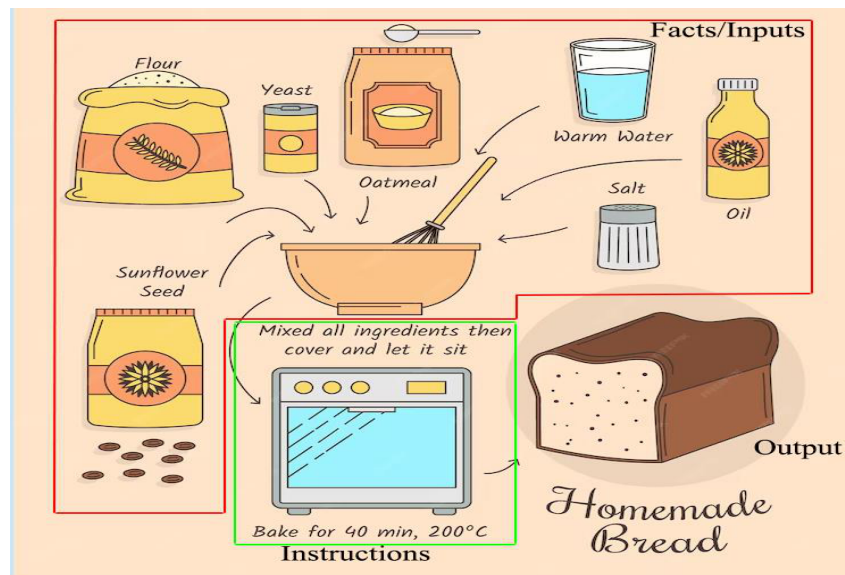 Facts/Inputs
Flour
Yeast
Oatmeal
Warm Water
Oil
Salt
Sunflower
Seed
Mixed all ingredients then
cover and let it sit
Bake for 40 min, 200°C
Instructions
Output
Homemade
Bread